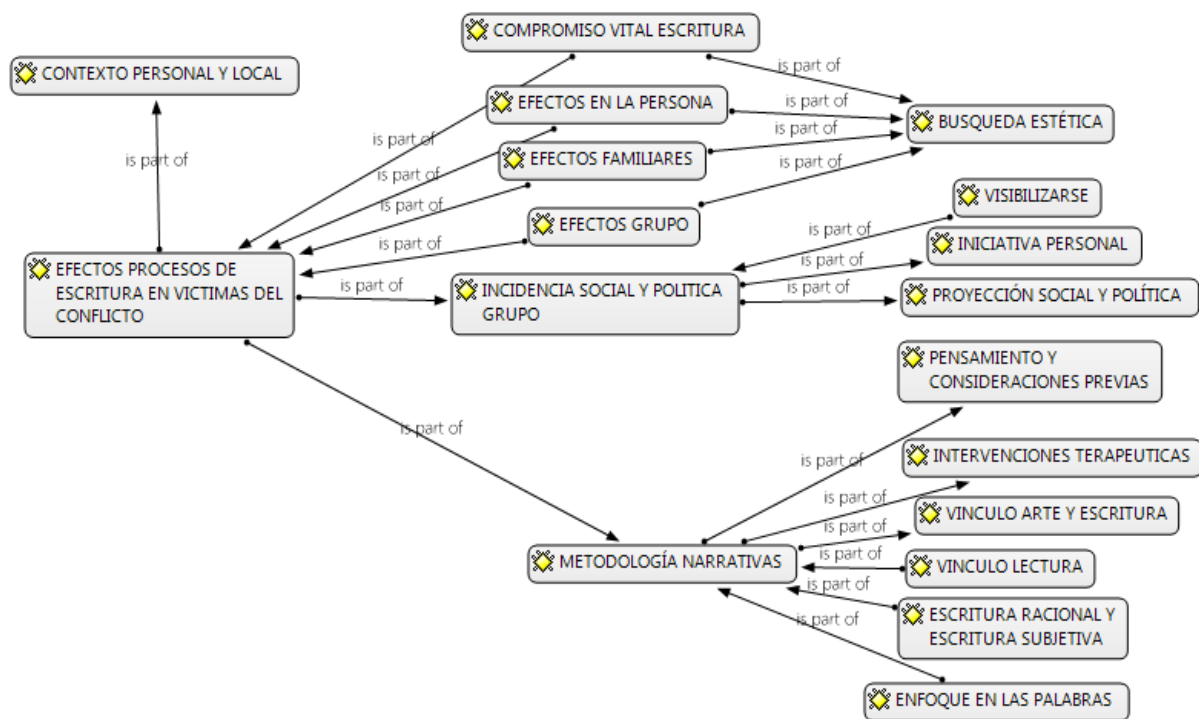 COMPROMISO VITAL ESCRITURA
CONTEXTO PERSONAL Y LOCAL
is part of
EFECTOS EN LA PERSONA
is part of
BUSQUEDA ESTÉTICA
is part of
is part of
is part of
EFECTOS FAMILIARES
is part of
is part of
is part of
VISIBILIZARSE
EFECTOS GRUPO
is part of
is part of
INICIATIVA PERSONAL
EFECTOS PROCESOS DE
ESCRITURA EN VICTIMAS DEL
CONFLICTO
is part of
INCIDENCIA SOCIAL Y POLITICA
GRUPO
is part of
is part of
PROYECCIÓN SOCIAL Y POLÍTICA
PENSAMIENTO Y
CONSIDERACIONES PREVIAS
is part of
is part of
INTERVENCIONES TERAPEUTICAS
is part of
VINCULO ARTE Y ESCRITURA
is part of
METODOLOGÍA NARRATIVAS
is part of
VINCULO LECTURA
is part of
ESCRITURA RACIONAL Y
ESCRITURA SUBJETIVA
is part of
ENFOQUE EN LAS PALABRAS